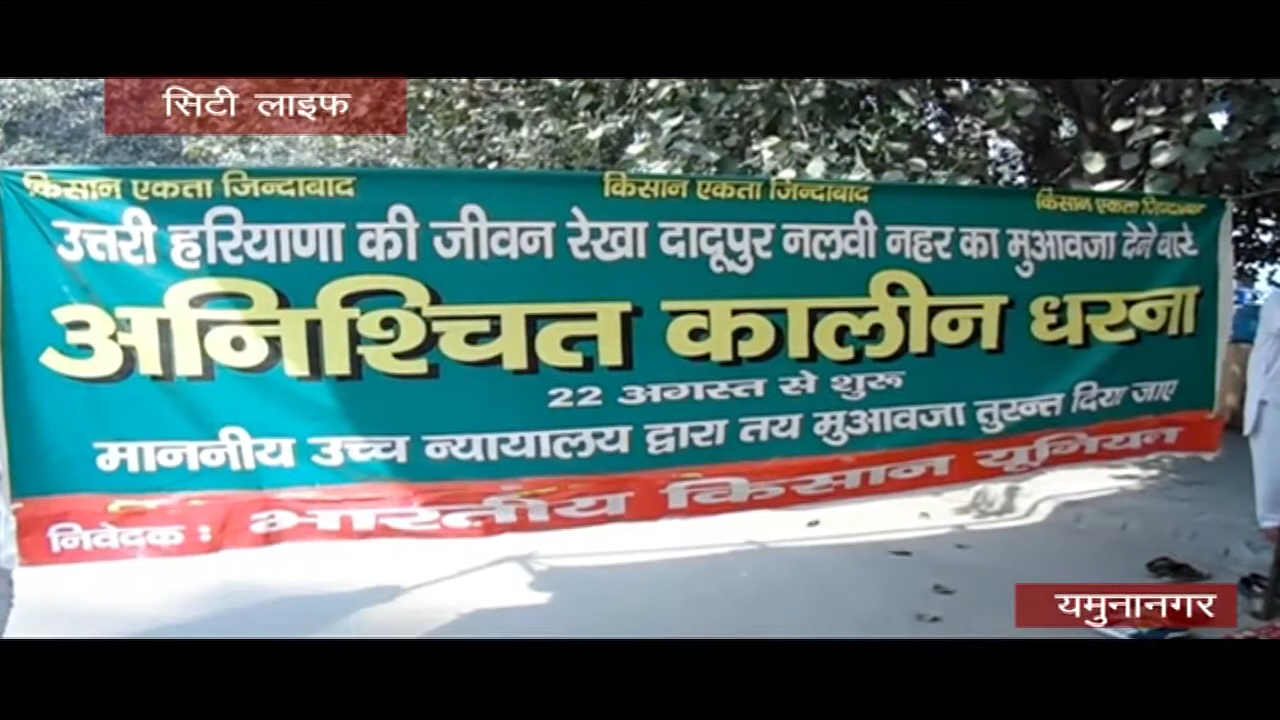 सिटी लाइफ
किसान एकता जिन्दाबाद किसान एकता जिन्दाबाद किसान एकता जिन्दाबाद
उत्तरी हरियाणा की जीवन रेखा दादूपुर नलवी नहर का मुआवजा देने बारे
अनिश्चित कालीन धरना
22 अगस्त से शुरू
माननीय उच्च न्यायालय द्वारा तय मुआवजा तुरन्त दिया जाए
निवेदक : भारतीय किसान यूनियन
यमुनानगर